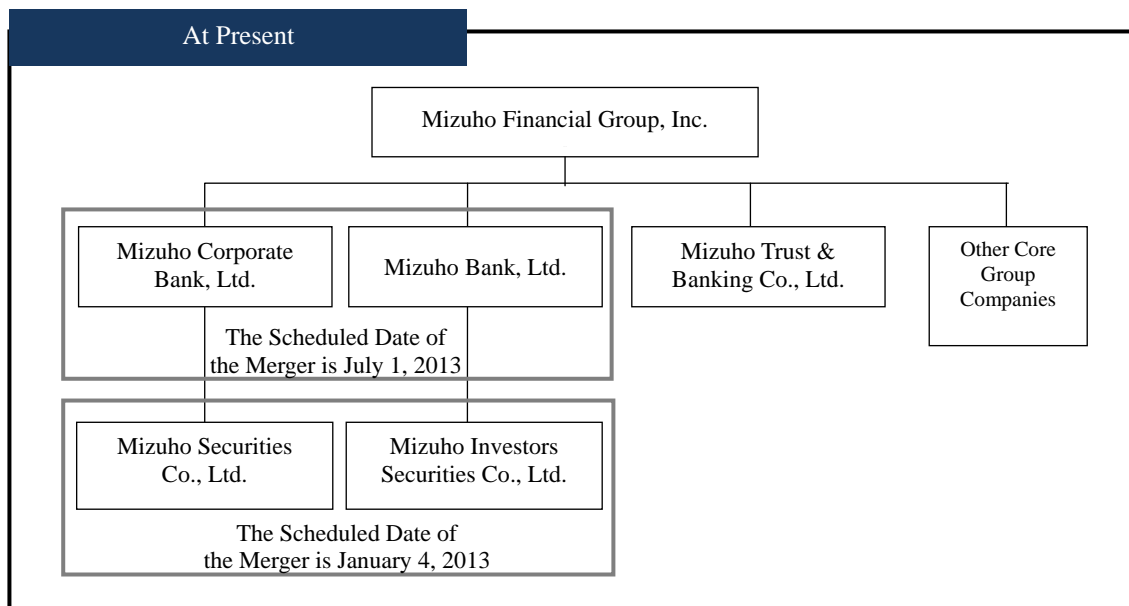 At Present
Mizuho Financial Group, Inc.
Mizuho Corporate
Bank, Ltd.
Mizuho Bank, Ltd.
Mizuho Trust &
Banking Co., Ltd.
Other Core
Group
Companies
The Scheduled Date of
the Merger is July 1, 2013
Mizuho Securities
Co., Ltd.
Mizuho Investors
Securities Co., Ltd.
The Scheduled Date of
the Merger is January 4, 2013